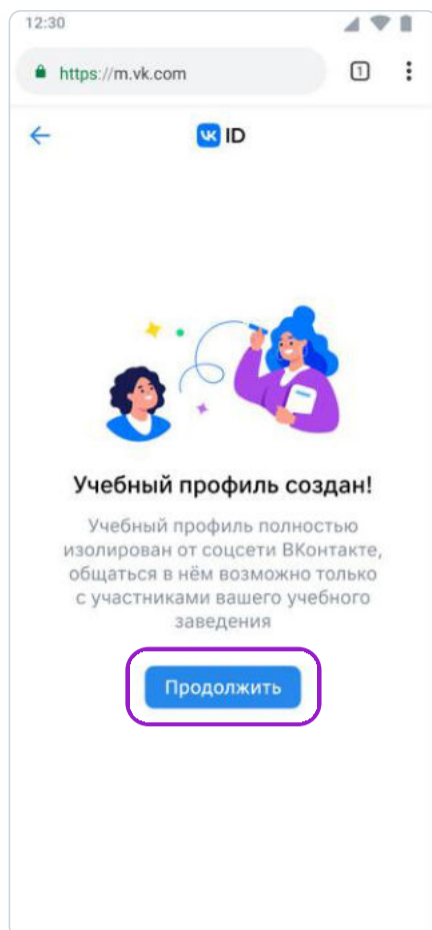 12:30
https://m.vk.com
1
VK ID
Учебный профиль создан!
Учебный профиль полностью
изолирован от соцсети ВКонтакте,
общаться в нём возможно только
с участниками вашего учебного
заведения
Продолжить